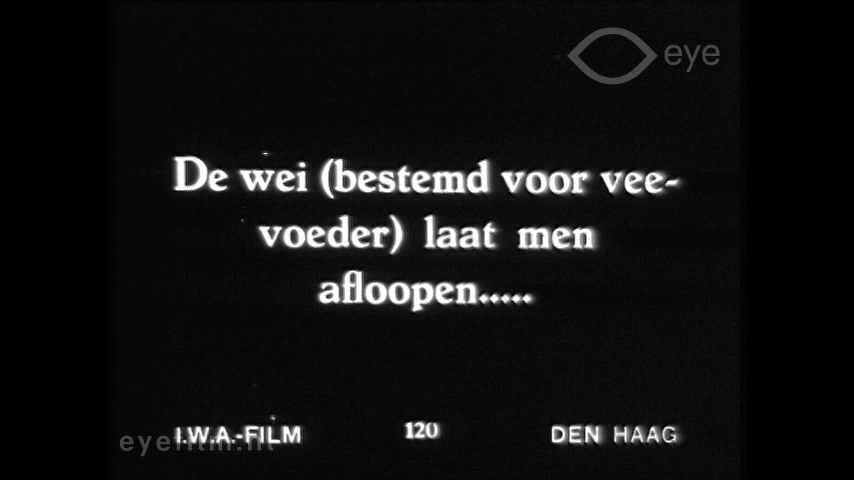 eye
De wei (bestemd voor vee-
voeder) laat men
afloopen.....
I.W.A.-FILM 120 DEN HAAG
eyefilm.nl